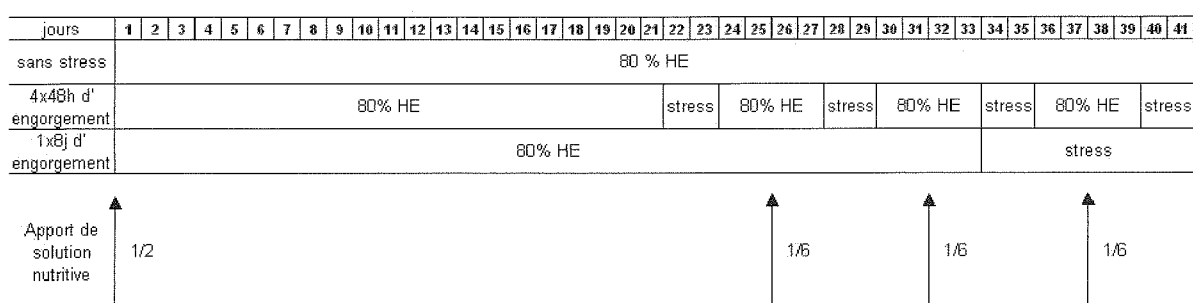 jours 1 2 3 4 5 6 7 8 9 10 11 12 13 14 15 16 17 18 19 20 21 22 23 24 25 26 27 28 29 30 31 32 33 34 35 36 37 38 39 40 41
sans stress 80 % HE
4x48h d'
engorgement
80% HE stress 80% HE stress 80% HE stress 80% HE stress
1x8j d'
engorgement
80% HE stress
Apport de
solution
nutritive
1/2 1/6 1/6 1/6